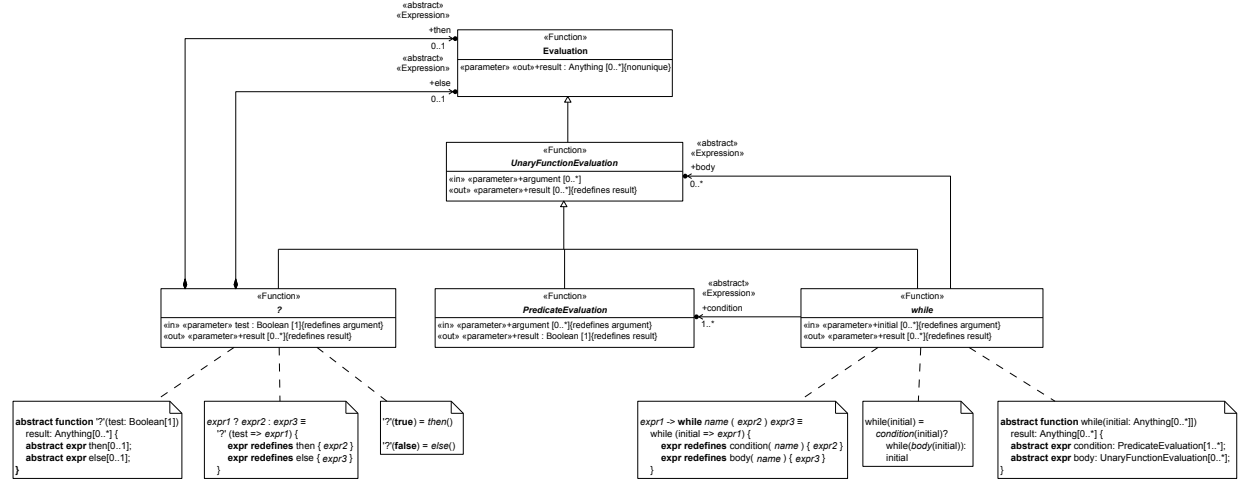 «abstract»
«Expression»
+then
0..1
«abstract»
«Expression»
+else
0..1
«Function»
Evaluation
«parameter» «out»+result : Anything [0..*]{nonunique}
«Function»
UnaryFunctionEvaluation
«in» «parameter»+argument [0..*]
«out» «parameter»+result [0..*]{redefines result}
«abstract»
«Expression»
+body
0..*
«Function»
?
«in» «parameter» test : Boolean [1]{redefines argument}
«out» «parameter»+result [0..*]{redefines result}
«Function»
PredicateEvaluation
«in» «parameter»+argument [0..*]{redefines argument}
«out» «parameter»+result : Boolean [1]{redefines result}
«abstract»
«Expression»
+condition
1..*
«Function»
while
«in» «parameter»+initial [0..*]{redefines argument}
«out» «parameter»+result [0..*]{redefines result}
abstract function '?'(test: Boolean[1])
result: Anything[0..*] {
abstract expr then[0..1];
abstract expr else[0..1];
}
expr1 ? expr2 : expr3 ≡
'?' (test => expr1) {
expr redefines then { expr2 }
expr redefines else { expr3 }
}
'?'(true) = then()
'?'(false) = else()
expr1 -> while name ( expr2 ) expr3 ≡
while (initial => expr1) {
expr redefines condition( name ) { expr2 }
expr redefines body( name ) { expr3 }
}
while(initial) =
condition(initial)?
while(body(initial)):
initial
abstract function while(initial: Anything[0..*]])
result: Anything[0..*] {
abstract expr condition: PredicateEvaluation[1..*];
abstract expr body: UnaryFunctionEvaluation[0..*];
}